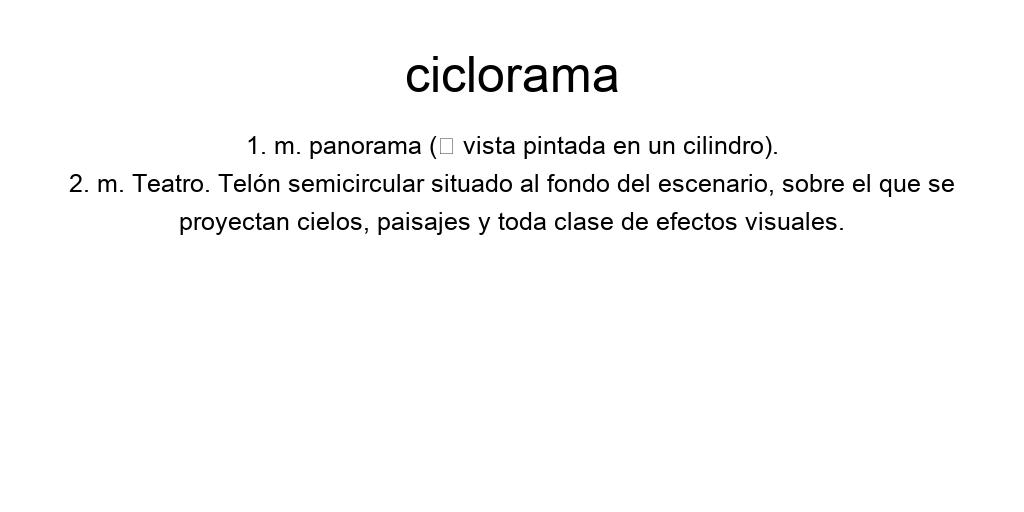 ciclorama
1. m. panorama (□ vista pintada en un cilindro).
2. m. Teatro. Telón semicircular situado al fondo del escenario, sobre el que se
proyectan cielos, paisajes y toda clase de efectos visuales.